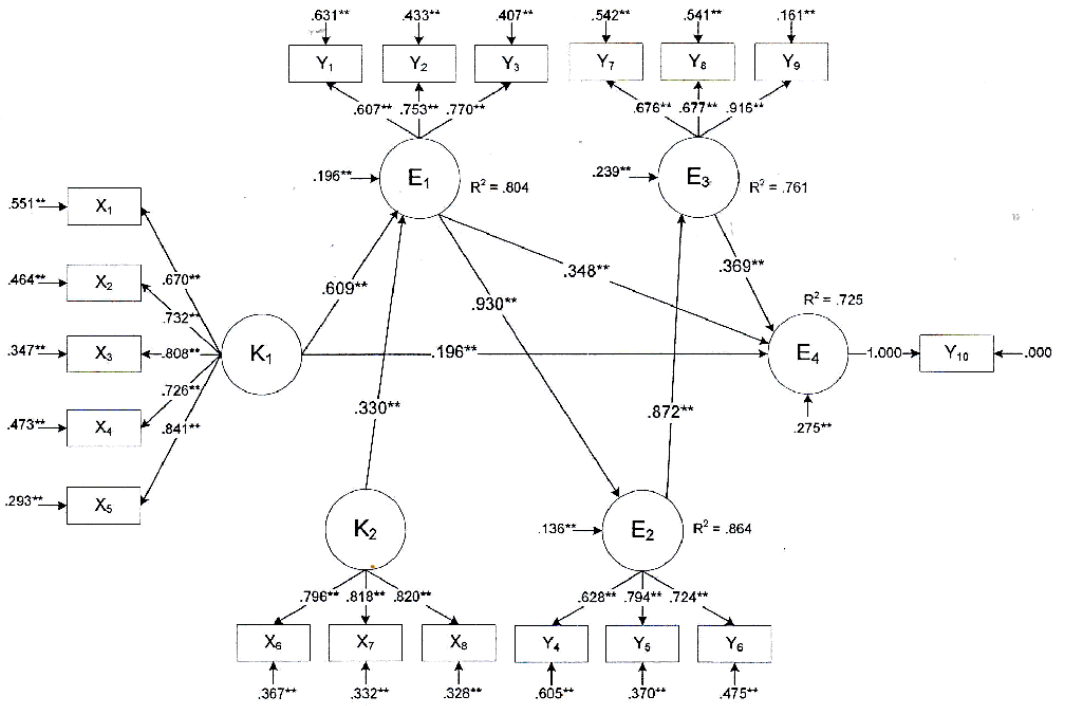 .631** .433** .407** .542** .541** .161**
Y1 Y2 Y3 Y7 Y8 Y9
.607** .753** .770** .676** .677** .916**
.196** E1 R2 = .804 .239** E3 R2 = .761
.551** X1
.464** X2 .670**
.348** .369**
.609** .930** R2 = .725
.732**
.347** X3 .808** K1 .196** E4 1.000 Y10 .000
.726**
.330** .872**
.473** X4 .841** .275**
.293** X5
K2 .136** E2 R2 = .864
.796** .818** .820** .628** .794** .724**
X6 X7 X8 Y4 Y5 Y6
.367** .332** .328** .605** .370** .475**